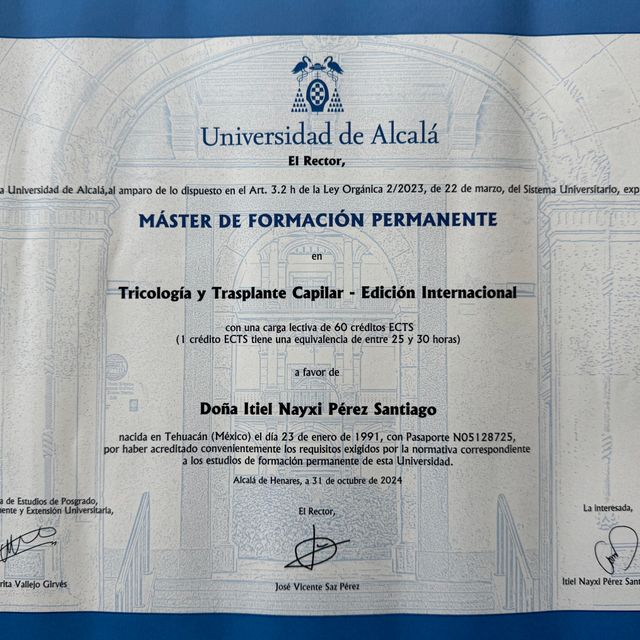 Universidad de Alcalá
El Rector,
a Universidad de Alcalá,al amparo de lo dispuesto en el Art. 3.2 h de la Ley Orgánica 2/2023, de 22 de marzo, del Sistema Universitario, exp
MÁSTER DE FORMACIÓN PERMANENTE
en
Tricología y Trasplante Capilar - Edición Internacional
con una carga lectiva de 60 créditos ECTS
(1 crédito ECTS tiene una equivalencia de entre 25 y 30 horas)
a favor de
Doña Itiel Nayxi Pérez Santiago
nacida en Tehuacán (México) el día 23 de enero de 1991, con Pasaporte N05128725,
por haber acreditado convenientemente los requisitos exigidos por la normativa correspondiente
a los estudios de formación permanente de esta Universidad.
Alcalá de Henares, a 31 de octubre de 2024
a de Estudios de Posgrado,
ente y Extensión Universitaria,
El Rector,
La interesada,
rita Vallejo Girvés
José Vicente Saz Pérez
Itiel Nayxi Pérez Sant